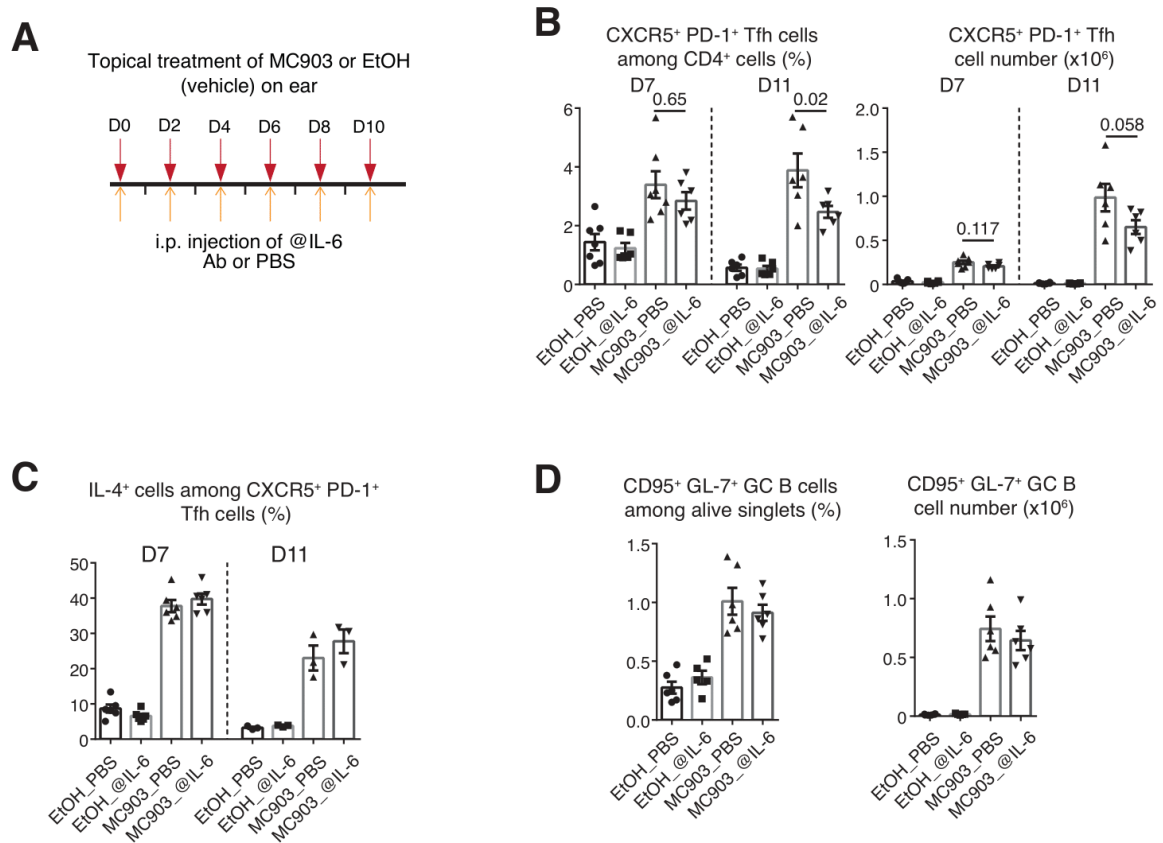 A
Topical treatment of MC903 or EtOH
(vehicle) on ear
D0 D2 D4 D6 D8 D10
i.p. injection of @IL-6
Ab or PBS
B
CXCR5⁺ PD-1⁺ Tfh cells
among CD4⁺ cells (%)
D7 D11
0.65 0.02
6
4
2
0
EtOH_PBS
EtOH_@IL-6
MC903_PBS
MC903_@IL-6
EtOH_PBS
EtOH_@IL-6
MC903_PBS
MC903_@IL-6
CXCR5⁺ PD-1⁺ Tfh
cell number (x10⁶)
D7 D11
2.0
1.5
1.0
0.5
0
0.117
0.058
EtOH_PBS
EtOH_@IL-6
MC903_PBS
MC903_@IL-6
EtOH_PBS
EtOH_@IL-6
MC903_PBS
MC903_@IL-6
C
IL-4⁺ cells among CXCR5⁺ PD-1⁺
Tfh cells (%)
D7 D11
50
40
30
20
10
0
EtOH_PBS
EtOH_@IL-6
MC903_PBS
MC903_@IL-6
EtOH_PBS
EtOH_@IL-6
MC903_PBS
MC903_@IL-6
D
CD95⁺ GL-7⁺ GC B cells
among alive singlets (%)
1.5
1.0
0.5
0.0
EtOH_PBS
EtOH_@IL-6
MC903_PBS
MC903_@IL-6
CD95⁺ GL-7⁺ GC B
cell number (x10⁶)
1.5
1.0
0.5
0
EtOH_PBS
EtOH_@IL-6
MC903_PBS
MC903_@IL-6